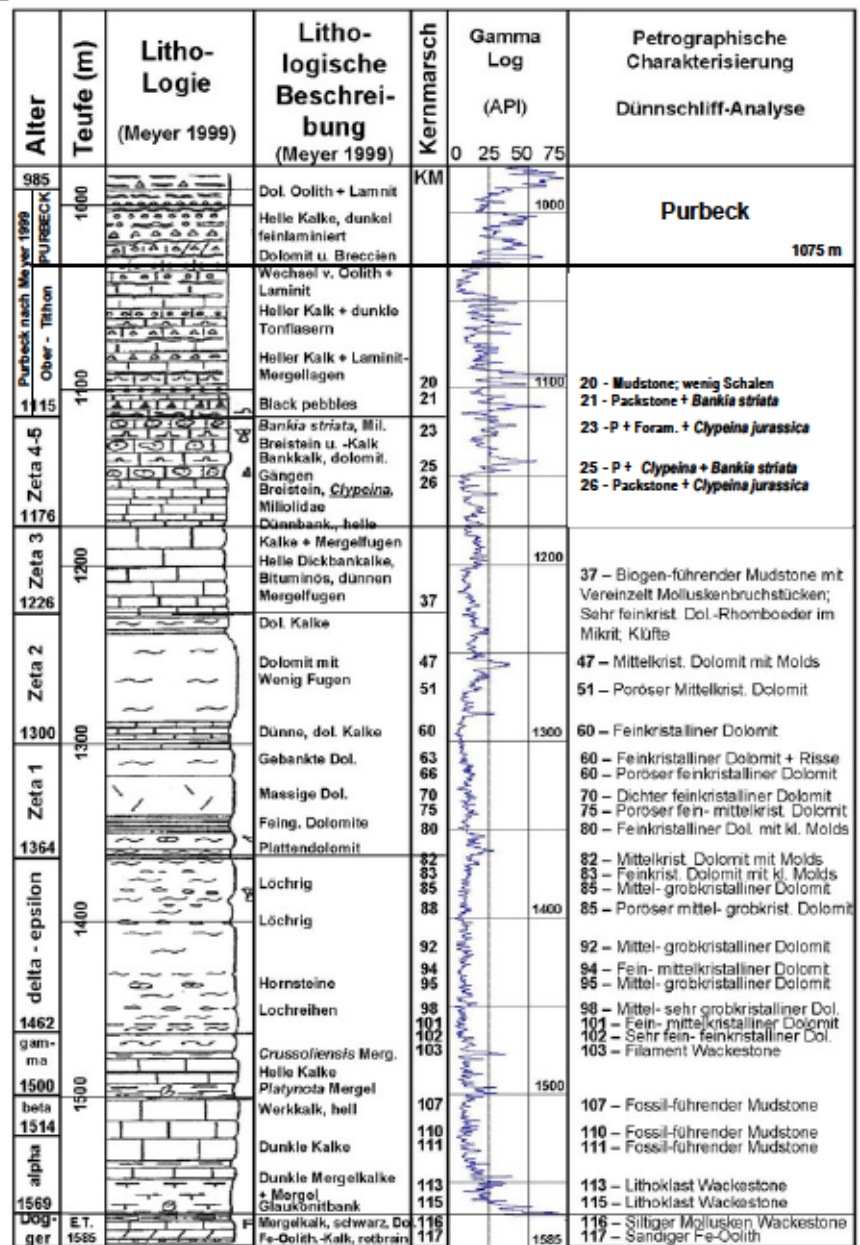 Alter
Teufe (m)
Litho-
Logie
(Meyer 1999)
Litho-
logische
Beschrei-
bung
(Meyer 1999)
Kernmarsch
Gamma
Log
(API)
0 25 50 75
Petrographische
Charakterisierung
Dünnschliff-Analyse
985
Purbeck nach Meyer 1999
PURBECK
Ober - Tithon
1115
Zeta 4-5
1176
Zeta 3
1226
Zeta 2
1300
Zeta 1
1364
delta - epsilon
1462
gam-
ma
1500
beta
1514
alpha
1569
Dog-
ger
1000
1100
1200
1300
1400
1500
E.T.
1585
Dol. Oolith + Lamnit
Helle Kalke, dunkel
feinlaminiert
Dolomit u. Breccien
Wechsel v. Oolith +
Laminit
Heller Kalk + dunkle
Tonflasern
Heller Kalk + Laminit-
Mergellagen
Black pebbles
Bankia striata, Mil.
Breistein u. -Kalk
Bankkalk, dolomit.
Gängen
Breistein, Clypeina,
Miliolidae
Dünnbank., helle
Kalke + Mergelfugen
Helle Dickbankalke,
Bituminös, dünnen
Mergelfugen
Dol. Kalke
Dolomit mit
Wenig Fugen
Dünne, dol. Kalke
Gebankte Dol.
Massige Dol.
Feing. Dolomite
Plattendolomit
Löchrig
Löchrig
Hornsteine
Lochreihen
Crussoliensis Merg.
Helle Kalke
Platynota Mergel
Werkkalk, hell
Dunkle Kalke
Dunkle Mergelkalke
+ Mergel
Glaukonitbank
Mergelkalk, schwarz, Dol.
Fe-Oolith.-Kalk, rotbrain
KM
20
21
23
25
26
37
47
51
60
63
66
70
75
80
82
83
85
88
92
94
95
98
101
102
103
107
110
111
113
115
116
117
1000
1100
1200
1300
1400
1500
1585
Purbeck
1075 m
20 - Mudstone; wenig Schalen
21 - Packstone + Bankia striata
23 -P + Foram. + Clypeina jurassica
25 - P + Clypeina + Bankia striata
26 - Packstone + Clypeina jurassica
37 – Biogen-führender Mudstone mit
Vereinzelt Molluskenbruchstücken;
Sehr feinkrist. Dol.-Rhomboeder im
Mikrit; Klüfte
47 – Mittelkrist. Dolomit mit Molds
51 – Poröser Mittelkrist. Dolomit
60 – Feinkristalliner Dolomit
60 – Feinkristalliner Dolomit + Risse
60 – Poröser feinkristalliner Dolomit
70 – Dichter feinkristalliner Dolomit
75 – Poröser fein- mittelkrist. Dolomit
80 – Feinkristalliner Dol. mit kl. Molds
82 – Mittelkrist. Dolomit mit Molds
83 – Feinkrist. Dolomit mit kl. Molds
85 – Mittel- grobkristalliner Dolomit
85 – Poröser mittel- grobkrist. Dolomit
92 – Mittel- grobkristalliner Dolomit
94 – Fein- mittelkristalliner Dolomit
95 – Mittel- grobkristalliner Dolomit
98 – Mittel- sehr grobkristalliner Dol.
101 – Fein- mittelkristalliner Dolomit
102 – Sehr fein- feinkristalliner Dol.
103 – Filament Wackestone
107 – Fossil-führender Mudstone
110 – Fossil-führender Mudstone
111 – Fossil-führender Mudstone
113 – Lithoklast Wackestone
115 – Lithoklast Wackestone
116 – Siltiger Mollusken Wackestone
117 – Sandiger Fe-Oolith